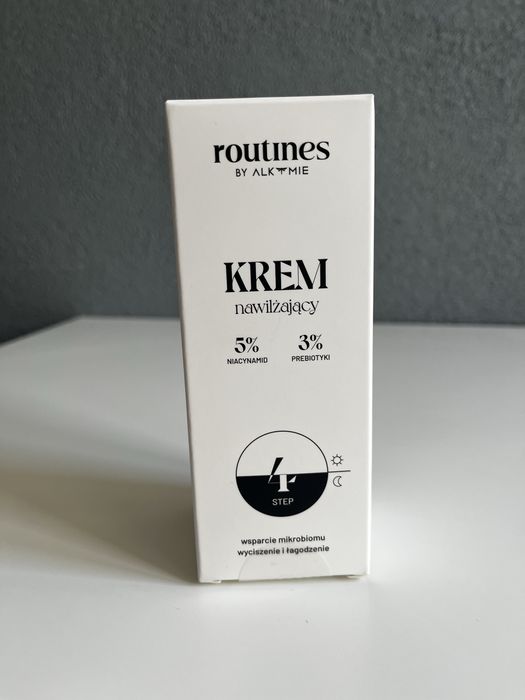 routines
BY ALKMIE
KREM
nawilżający
5% 3%
NIACYNAMID PREBIOTYKI
4
STEP
wsparcie mikrobiomu
wyciszenie i łagodzenie